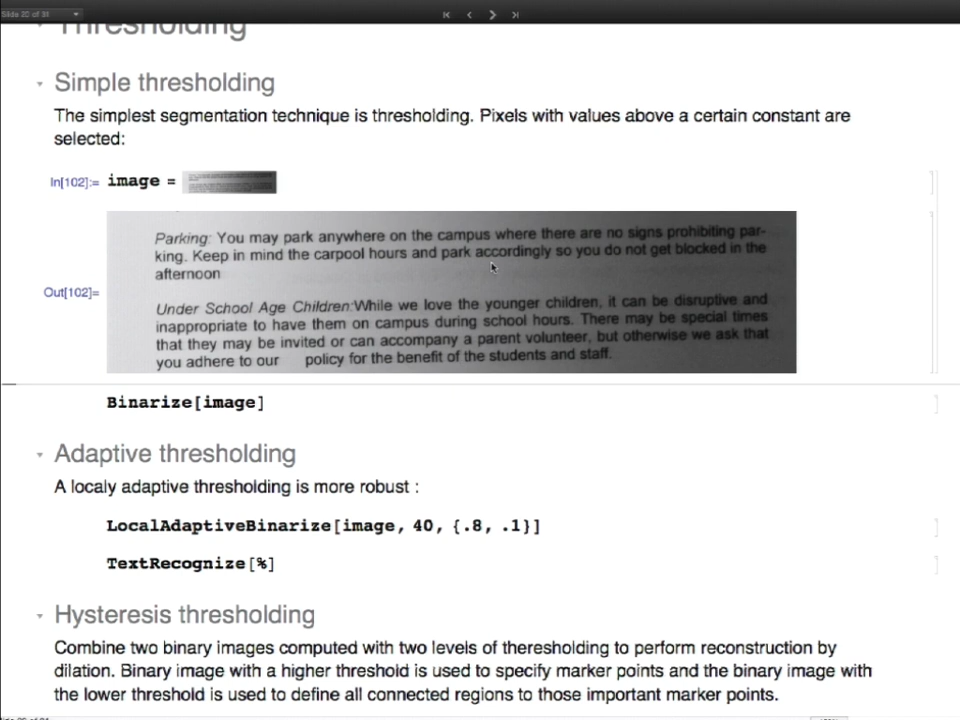 Slide 20 of 31
Thresholding
Simple thresholding
The simplest segmentation technique is thresholding. Pixels with values above a certain constant are
selected:
In[102]:= image =
Parking: You may park anywhere on the campus where there are no signs prohibiting par-
king. Keep in mind the carpool hours and park accordingly so you do not get blocked in the
afternoon
Out[102]=
Under School Age Children:While we love the younger children, it can be disruptive and
inappropriate to have them on campus during school hours. There may be special times
that they may be invited or can accompany a parent volunteer, but otherwise we ask that
you adhere to our policy for the benefit of the students and staff.
Binarize[image]
Adaptive thresholding
A localy adaptive thresholding is more robust :
LocalAdaptiveBinarize[image, 40, {.8, .1}]
TextRecognize[%]
Hysteresis thresholding
Combine two binary images computed with two levels of theresholding to perform reconstruction by
dilation. Binary image with a higher threshold is used to specify marker points and the binary image with
the lower threshold is used to define all connected regions to those important marker points.